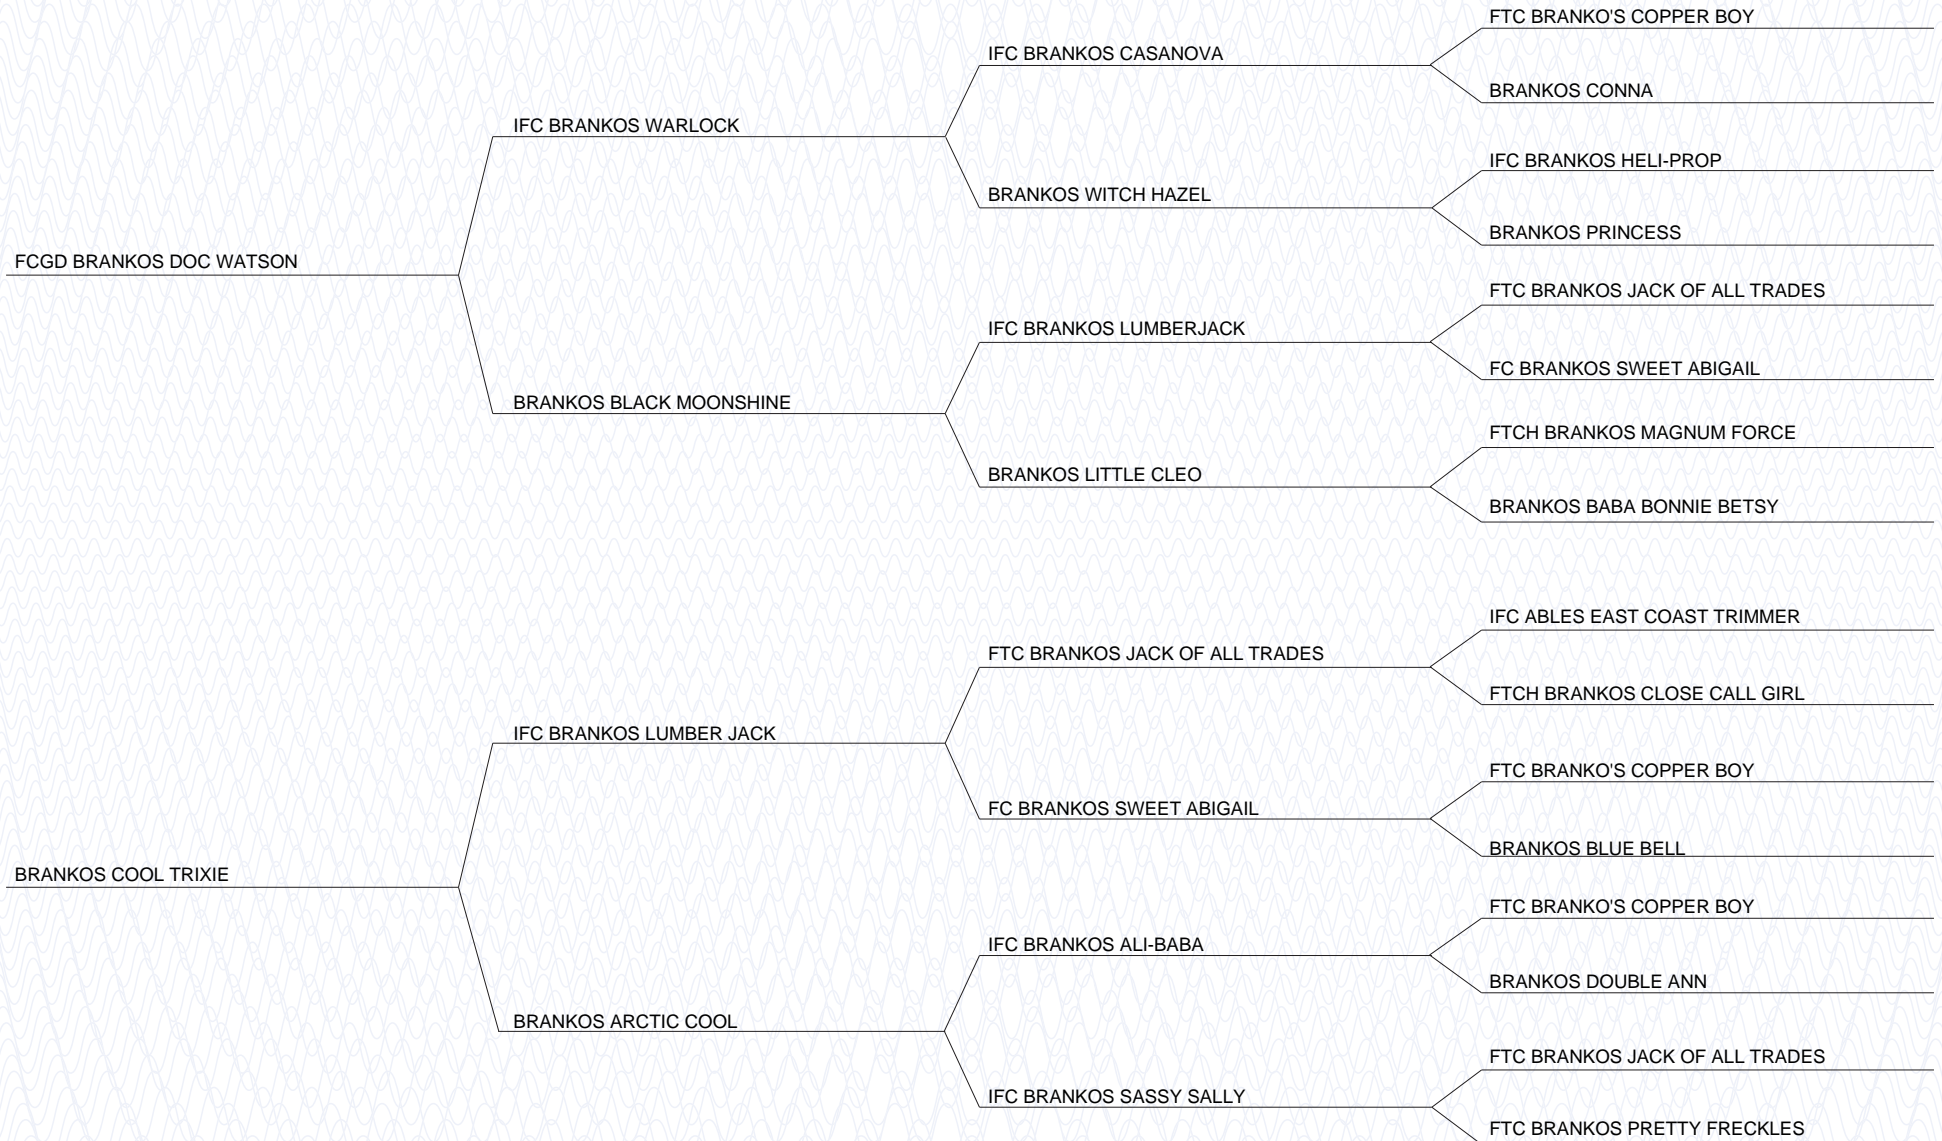 FTC BRANKO'S COPPER BOY
IFC BRANKOS CASANOVA
BRANKOS CONNA
IFC BRANKOS WARLOCK
IFC BRANKOS HELI-PROP
BRANKOS WITCH HAZEL
BRANKOS PRINCESS
FCGD BRANKOS DOC WATSON
FTC BRANKOS JACK OF ALL TRADES
IFC BRANKOS LUMBERJACK
FC BRANKOS SWEET ABIGAIL
BRANKOS BLACK MOONSHINE
FTCH BRANKOS MAGNUM FORCE
BRANKOS LITTLE CLEO
BRANKOS BABA BONNIE BETSY
IFC ABLES EAST COAST TRIMMER
FTC BRANKOS JACK OF ALL TRADES
FTCH BRANKOS CLOSE CALL GIRL
IFC BRANKOS LUMBER JACK
FTC BRANKO'S COPPER BOY
FC BRANKOS SWEET ABIGAIL
BRANKOS BLUE BELL
BRANKOS COOL TRIXIE
FTC BRANKO'S COPPER BOY
IFC BRANKOS ALI-BABA
BRANKOS DOUBLE ANN
BRANKOS ARCTIC COOL
FTC BRANKOS JACK OF ALL TRADES
IFC BRANKOS SASSY SALLY
FTC BRANKOS PRETTY FRECKLES